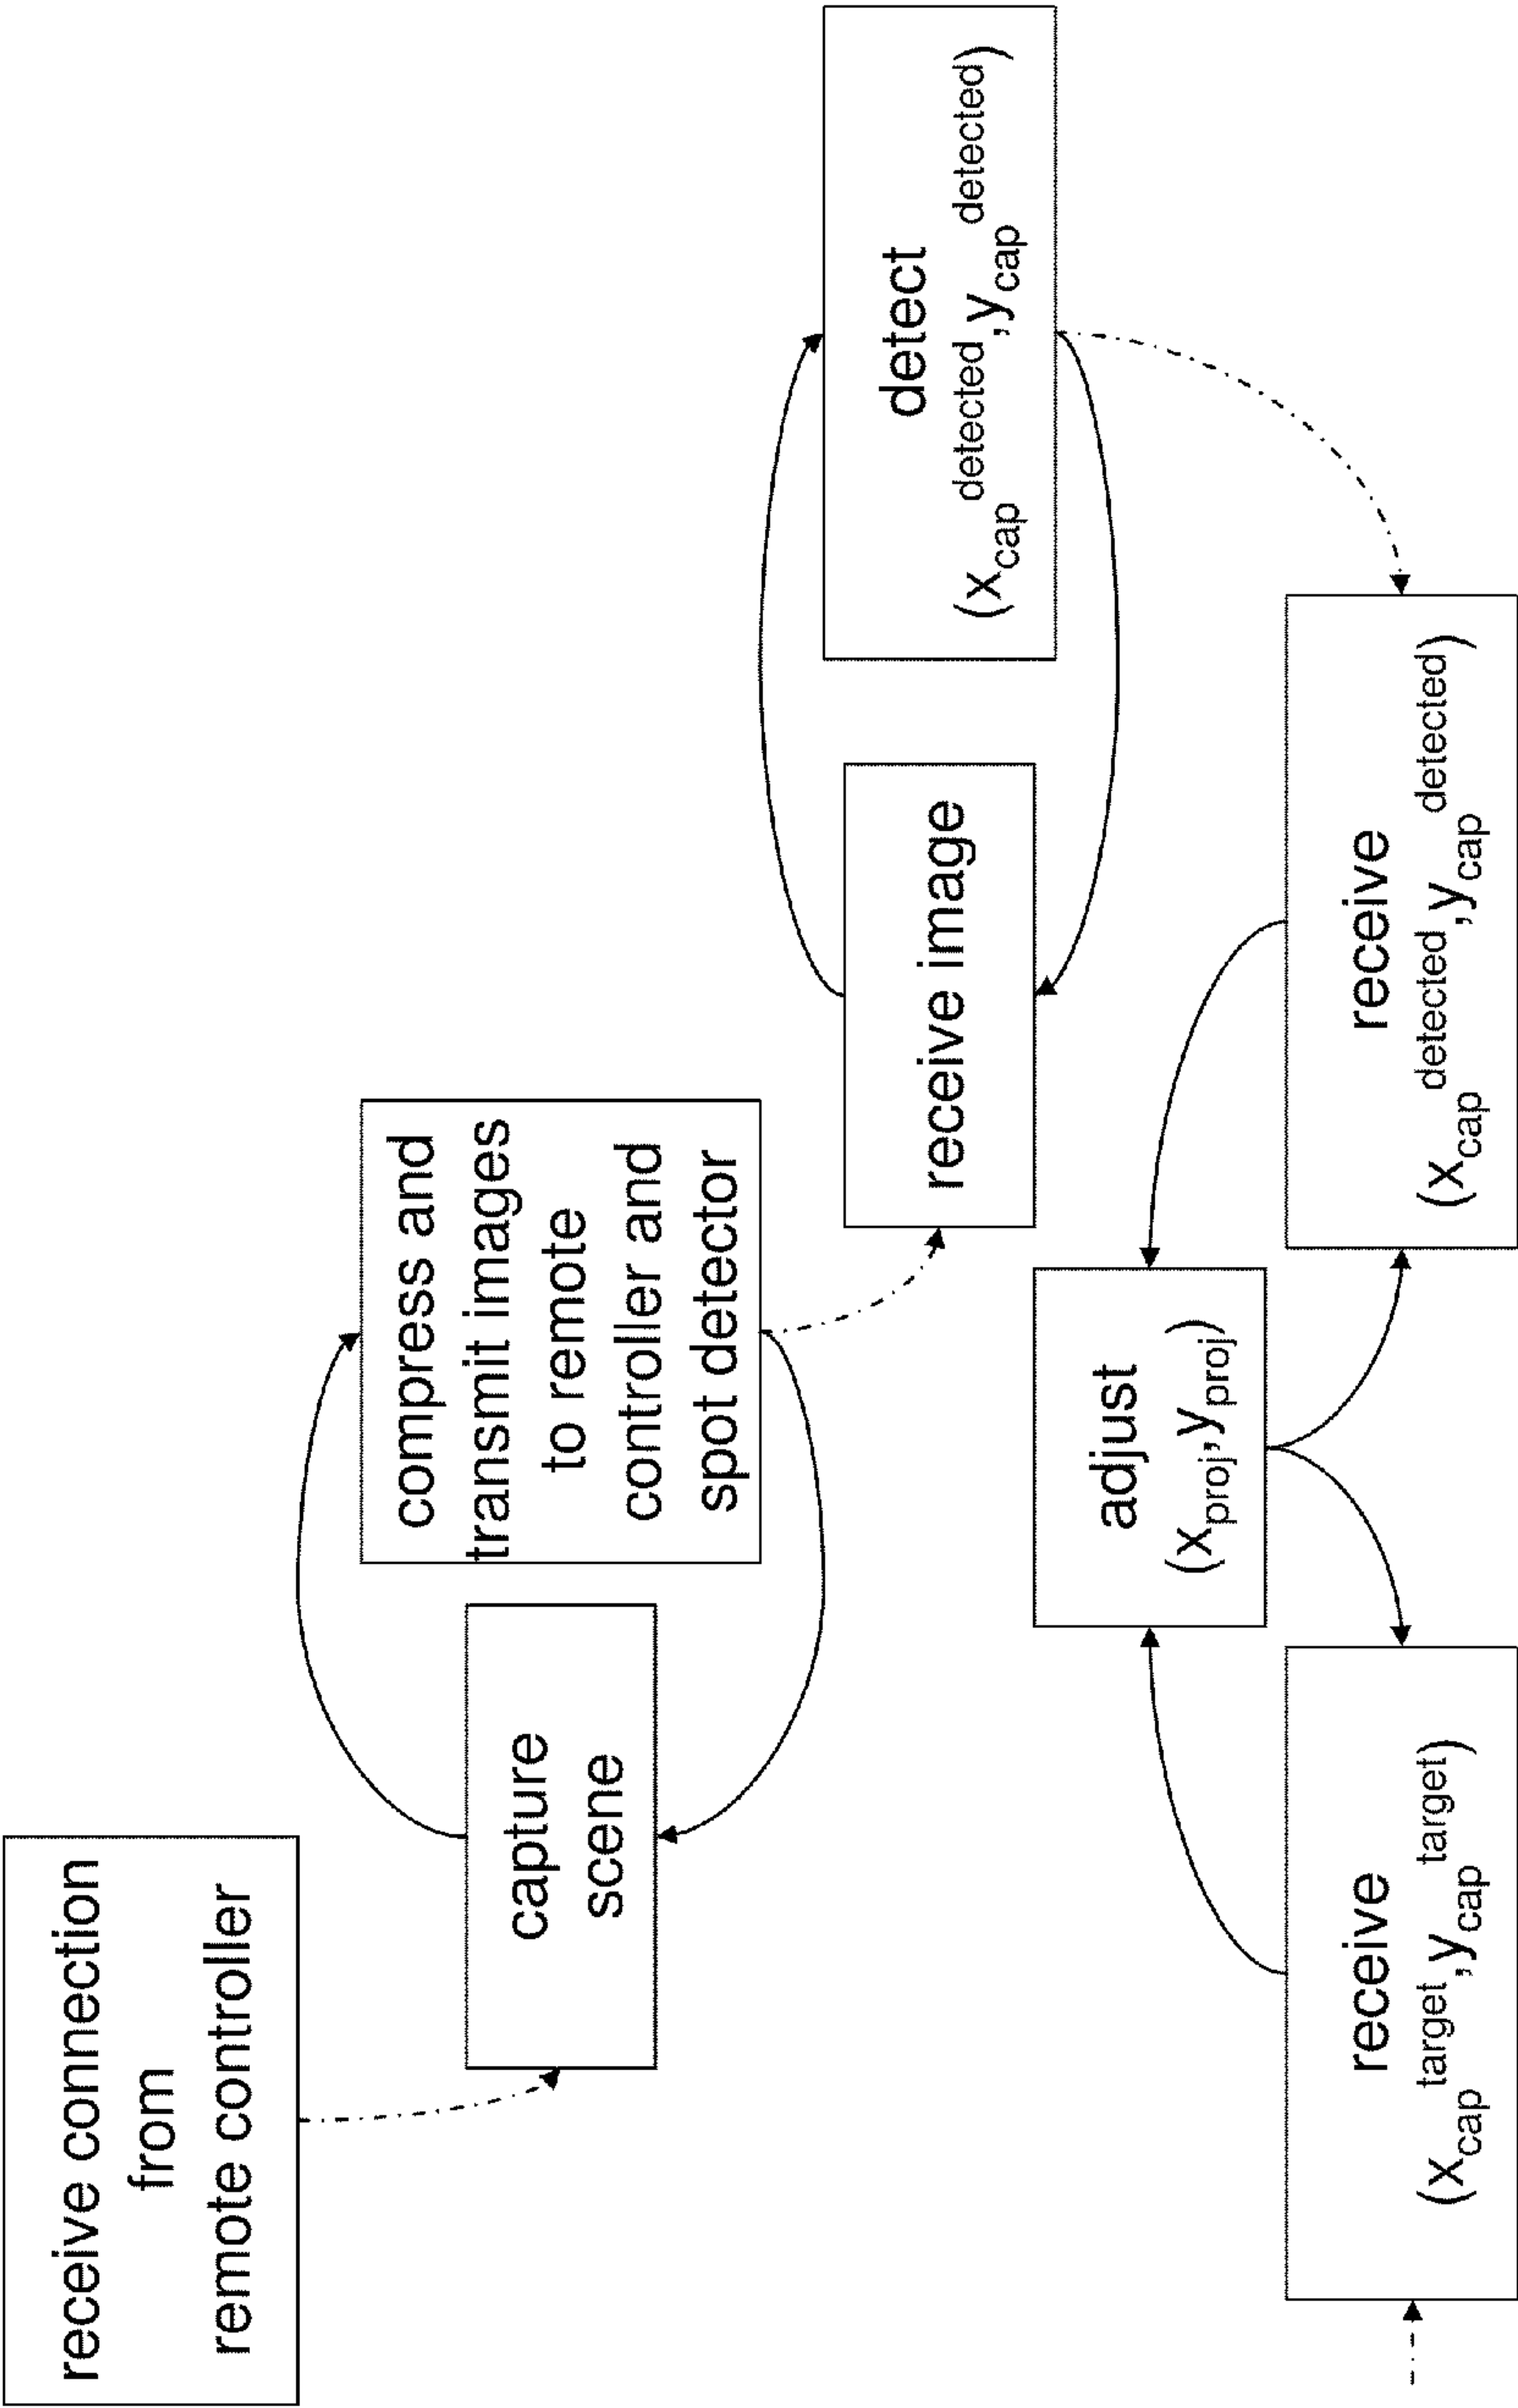 receive connection
from
remote controller
capture
scene
compress and
transmit images
to remote
controller and
spot detector
receive image
detect
(x_cap^detected,y_cap^detected)
adjust
(x_proj,y_proj)
receive
(x_cap^target,y_cap^target)
receive
(x_cap^detected,y_cap^detected)